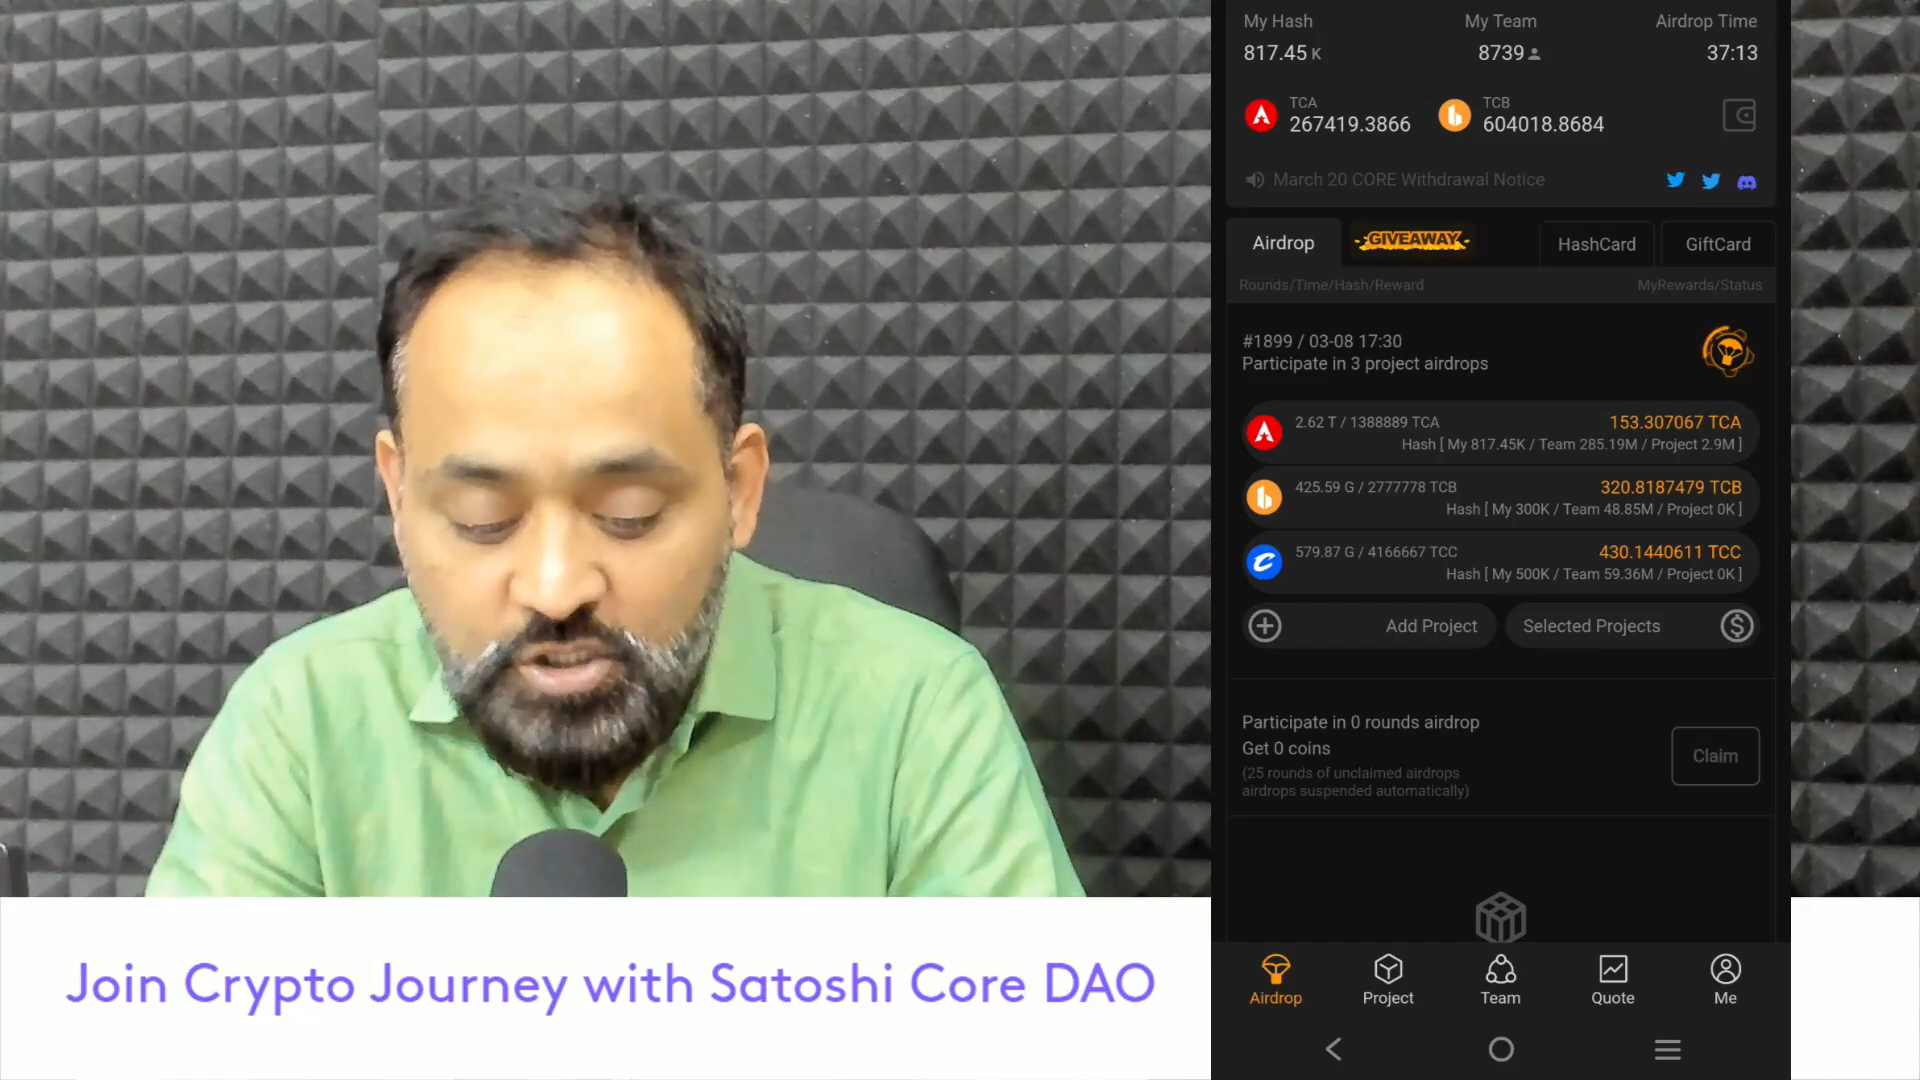 My Hash My Team Airdrop Time
817.45 K 8739 37:13
TCA TCB
267419.3866 604018.8684
March 20 CORE Withdrawal Notice
Airdrop GIVEAWAY HashCard GiftCard
Rounds/Time/Hash/Reward MyRewards/Status
#1899 / 03-08 17:30
Participate in 3 project airdrops
2.62 T / 1388889 TCA 153.307067 TCA
Hash [ My 817.45K / Team 285.19M / Project 2.9M ]
425.59 G / 2777778 TCB 320.8187479 TCB
Hash [ My 300K / Team 48.85M / Project 0K ]
579.87 G / 4166667 TCC 430.1440611 TCC
Hash [ My 500K / Team 59.36M / Project 0K ]
Add Project Selected Projects
Participate in 0 rounds airdrop
Get 0 coins
(25 rounds of unclaimed airdrops
airdrops suspended automatically)
Claim
Airdrop Project Team Quote Me
Join Crypto Journey with Satoshi Core DAO